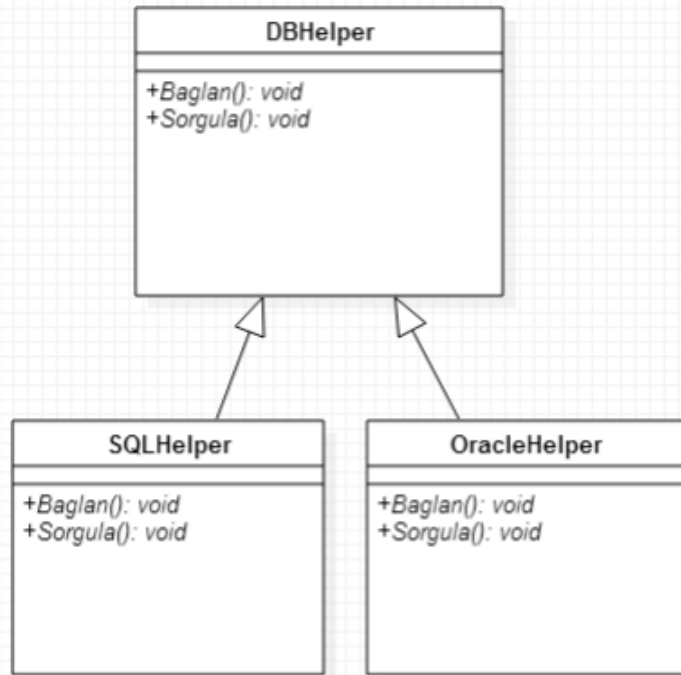 DBHelper
+Baglan(): void
+Sorgula(): void
SQLHelper
+Baglan(): void
+Sorgula(): void
OracleHelper
+Baglan(): void
+Sorgula(): void